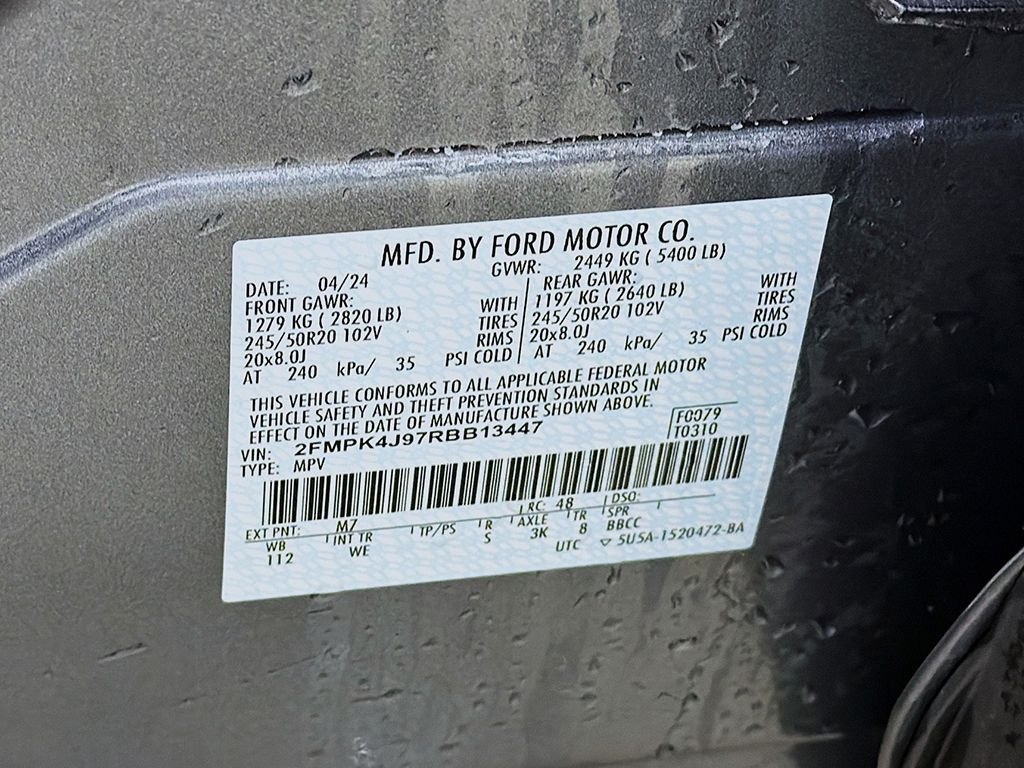 MFD. BY FORD MOTOR CO.
DATE: 04/24 GVWR: 2449 KG ( 5400 LB)
FRONT GAWR: REAR GAWR:
1279 KG ( 2820 LB) WITH 1197 KG ( 2640 LB) WITH
245/50R20 102V TIRES 245/50R20 102V TIRES
20x8.0J RIMS 20x8.0J RIMS
AT 240 kPa/ 35 PSI COLD AT 240 kPa/ 35 PSI COLD
THIS VEHICLE CONFORMS TO ALL APPLICABLE FEDERAL MOTOR
VEHICLE SAFETY AND THEFT PREVENTION STANDARDS IN
EFFECT ON THE DATE OF MANUFACTURE SHOWN ABOVE.
VIN: 2FMPK4J97RBB13447 F0079
TYPE: MPV T0310
EXT PNT: M7 RC: 48 DSO:
WB INT TR TP/PS R AXLE TR SPR
112 WE S 3K 8 BBCC
UTC ▽ 5U5A-1520472-BA